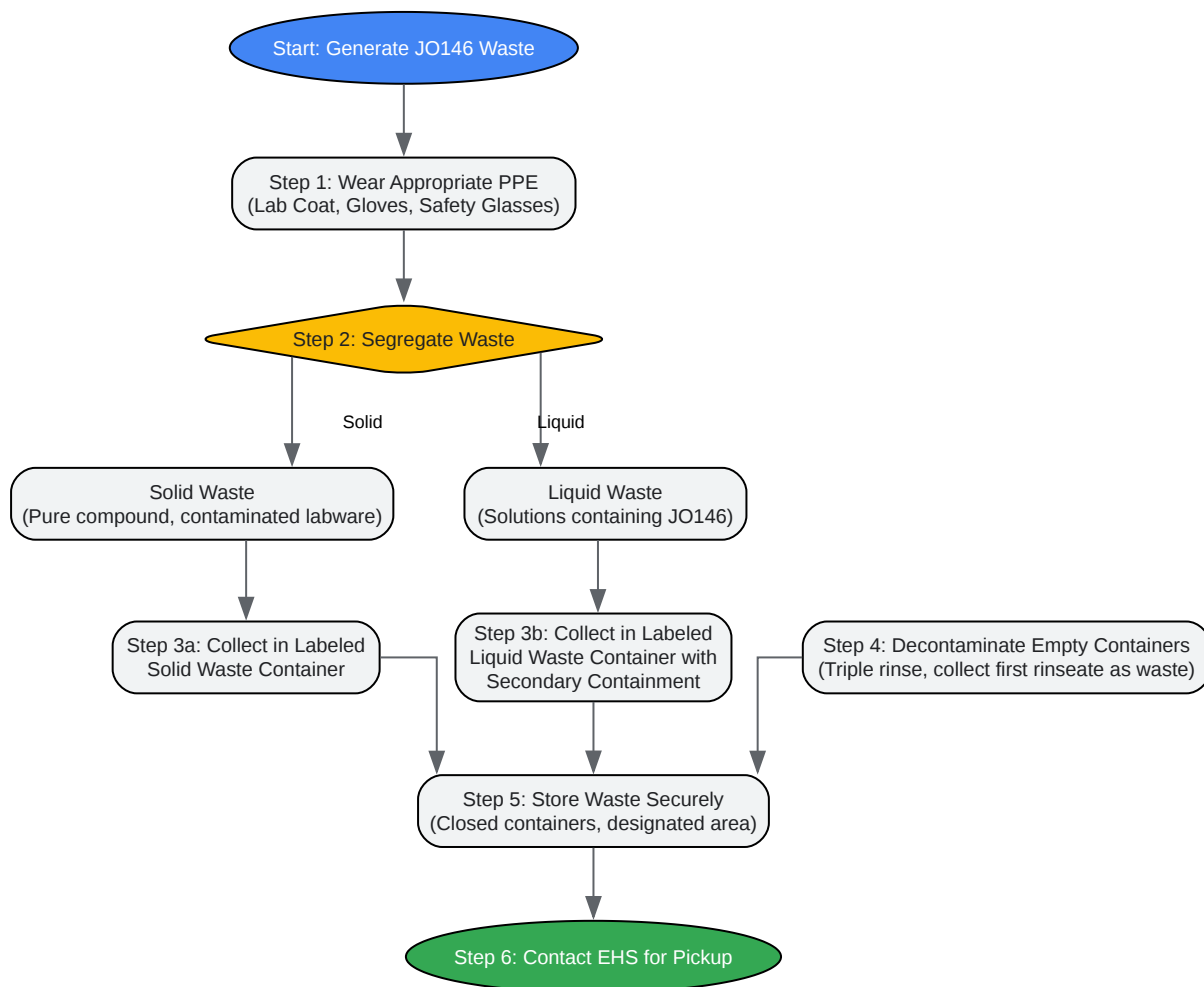 Start: Generate JO146 Waste
Step 1: Wear Appropriate PPE
(Lab Coat, Gloves, Safety Glasses)
Step 2: Segregate Waste
Solid
Liquid
Solid Waste
(Pure compound, contaminated labware)
Liquid Waste
(Solutions containing JO146)
Step 3a: Collect in Labeled
Solid Waste Container
Step 3b: Collect in Labeled
Liquid Waste Container with
Secondary Containment
Step 4: Decontaminate Empty Containers
(Triple rinse, collect first rinseate as waste)
Step 5: Store Waste Securely
(Closed containers, designated area)
Step 6: Contact EHS for Pickup